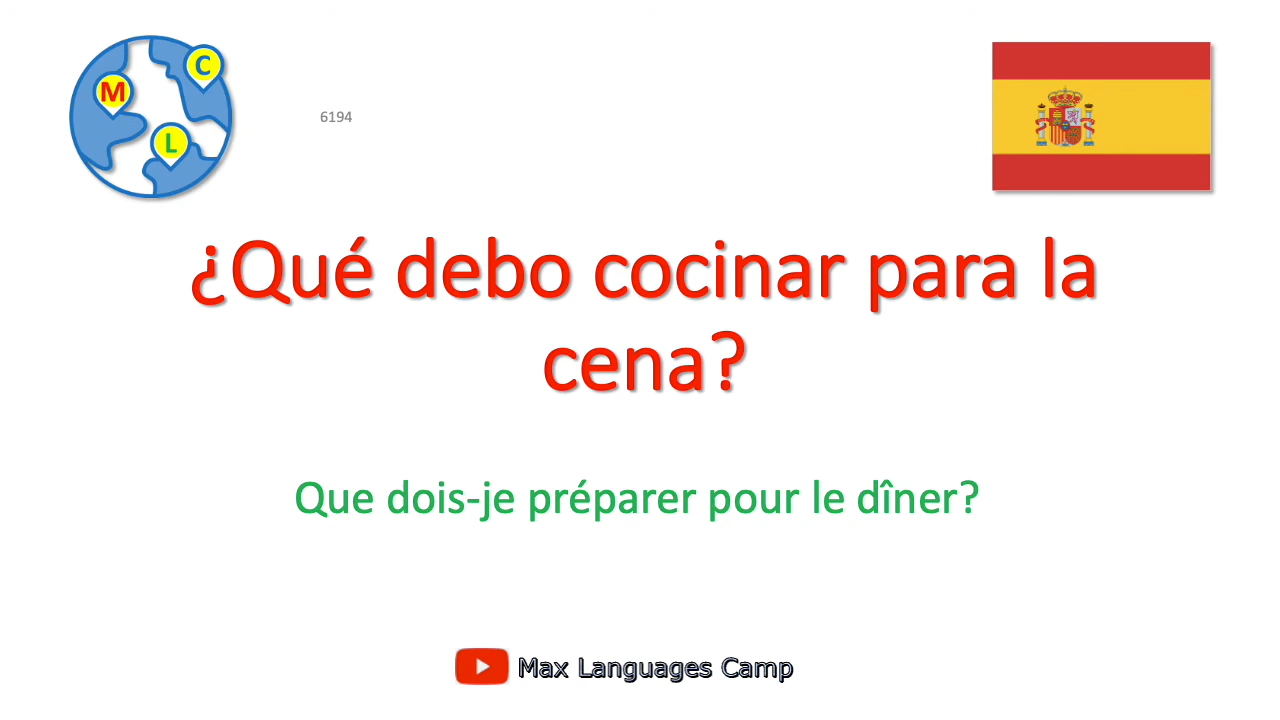 C
M
L
6194
¿Qué debo cocinar para la
cena?
Que dois-je préparer pour le dîner?
Max Languages Camp